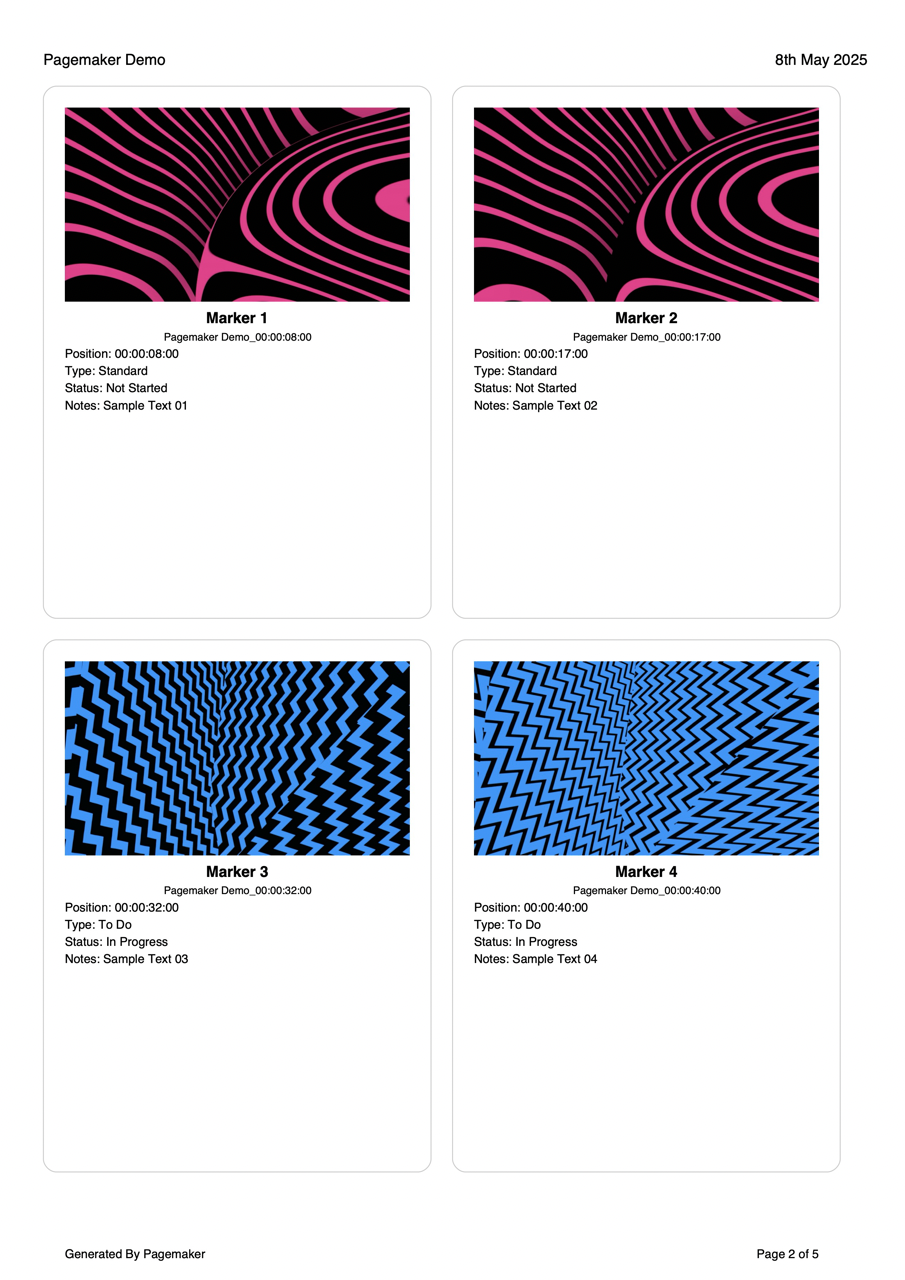 Pagemaker Demo
8th May 2025
Marker 1
Pagemaker Demo_00:00:08:00
Position: 00:00:08:00
Type: Standard
Status: Not Started
Notes: Sample Text 01
Marker 2
Pagemaker Demo_00:00:17:00
Position: 00:00:17:00
Type: Standard
Status: Not Started
Notes: Sample Text 02
Marker 3
Pagemaker Demo_00:00:32:00
Position: 00:00:32:00
Type: To Do
Status: In Progress
Notes: Sample Text 03
Marker 4
Pagemaker Demo_00:00:40:00
Position: 00:00:40:00
Type: To Do
Status: In Progress
Notes: Sample Text 04
Generated By Pagemaker
Page 2 of 5